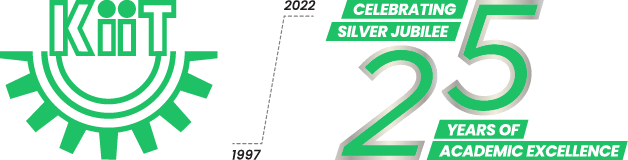 KiiT
2022
1997
CELEBRATING
SILVER JUBILEE
25
YEARS OF
ACADEMIC EXCELLENCE